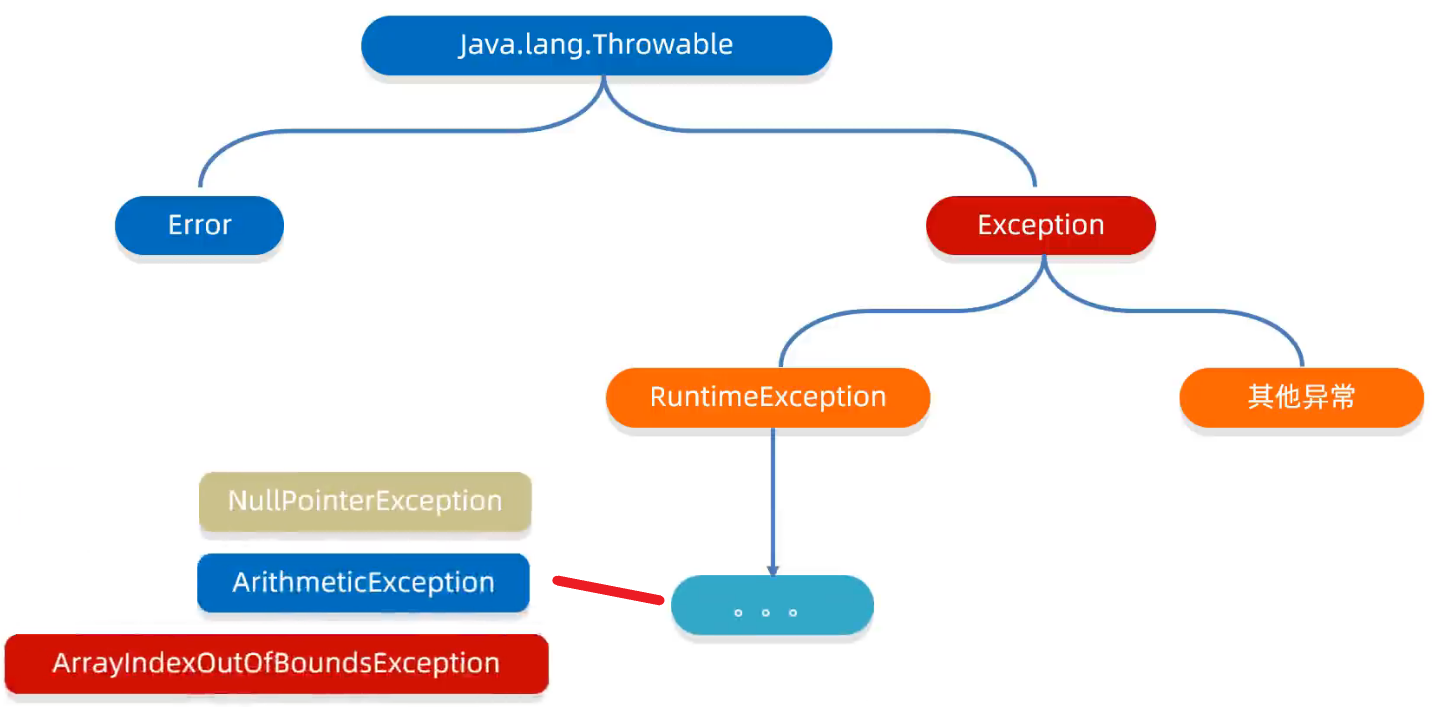 Java.lang.Throwable
Error
Exception
RuntimeException
其他异常
NullPointerException
ArithmeticException
。。。
ArrayIndexOutOfBoundsException